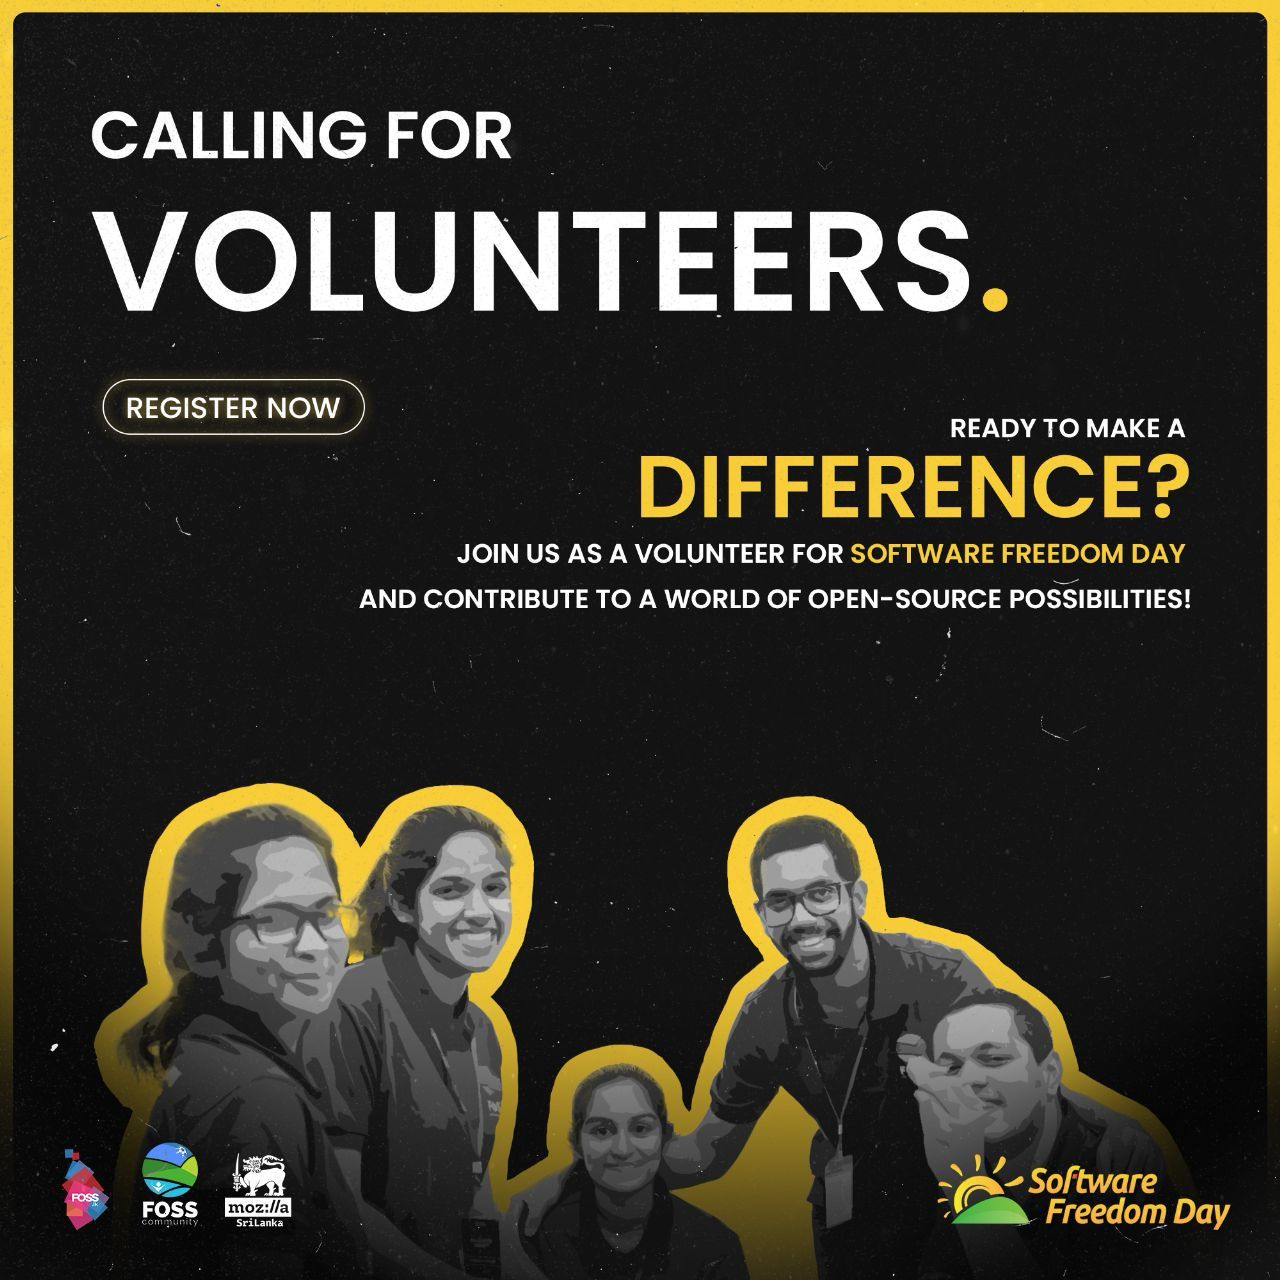 CALLING FOR
VOLUNTEERS.
REGISTER NOW
READY TO MAKE A
DIFFERENCE?
JOIN US AS A VOLUNTEER FOR SOFTWARE FREEDOM DAY
AND CONTRIBUTE TO A WORLD OF OPEN-SOURCE POSSIBILITIES!
FOSS
FOSS
community
moz://a
SriLanka
Software
Freedom Day